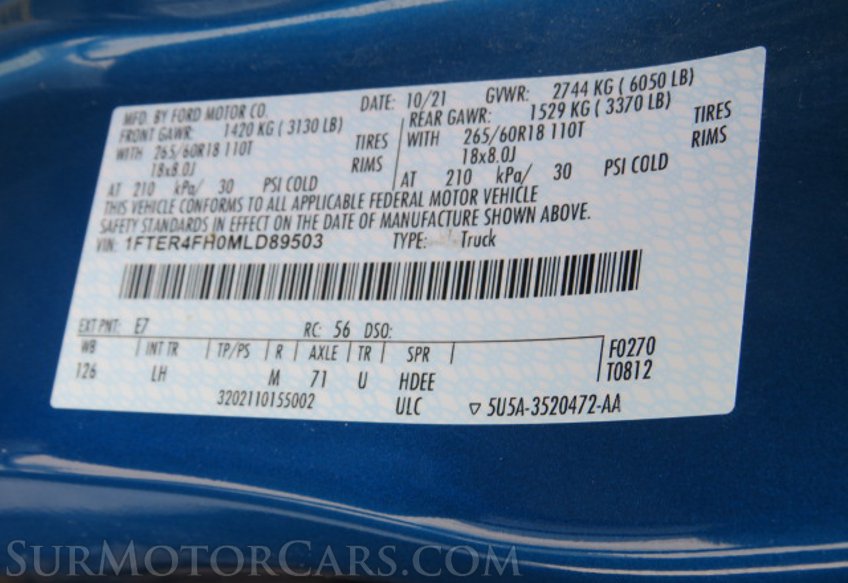 MFD. BY FORD MOTOR CO. DATE: 10/21 GVWR: 2744 KG ( 6050 LB)
FRONT GAWR: 1420 KG ( 3130 LB) REAR GAWR: 1529 KG ( 3370 LB)
WITH 265/60R18 110T TIRES WITH 265/60R18 110T TIRES
18x8.0J RIMS 18x8.0J RIMS
AT 210 kPa/ 30 PSI COLD AT 210 kPa/ 30 PSI COLD
THIS VEHICLE CONFORMS TO ALL APPLICABLE FEDERAL MOTOR VEHICLE
SAFETY STANDARDS IN EFFECT ON THE DATE OF MANUFACTURE SHOWN ABOVE.
VIN: 1FTER4FH0MLD89503 TYPE: Truck
EXT PNT: E7 RC: 56 DSO:
WB INT TR TP/PS R AXLE TR SPR F0270
126 LH M 71 U HDEE T0812
3202110155002 ULC ▽ 5U5A-3520472-AA
SURMOTORCARS.COM